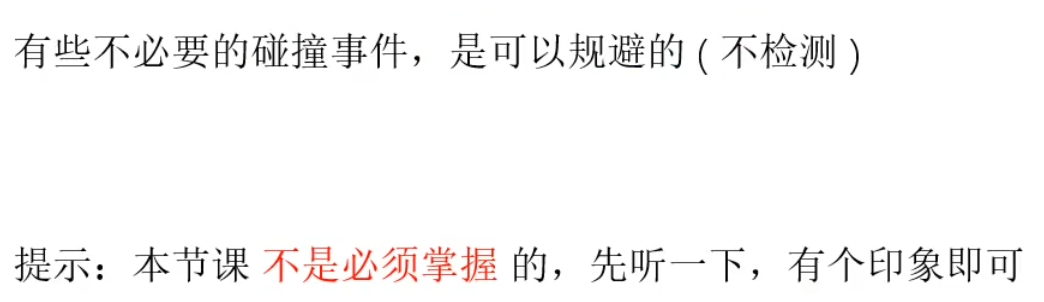 有些不必要的碰撞事件，是可以规避的 ( 不检测 )
提示：本节课 不是必须掌握 的，先听一下，有个印象即可